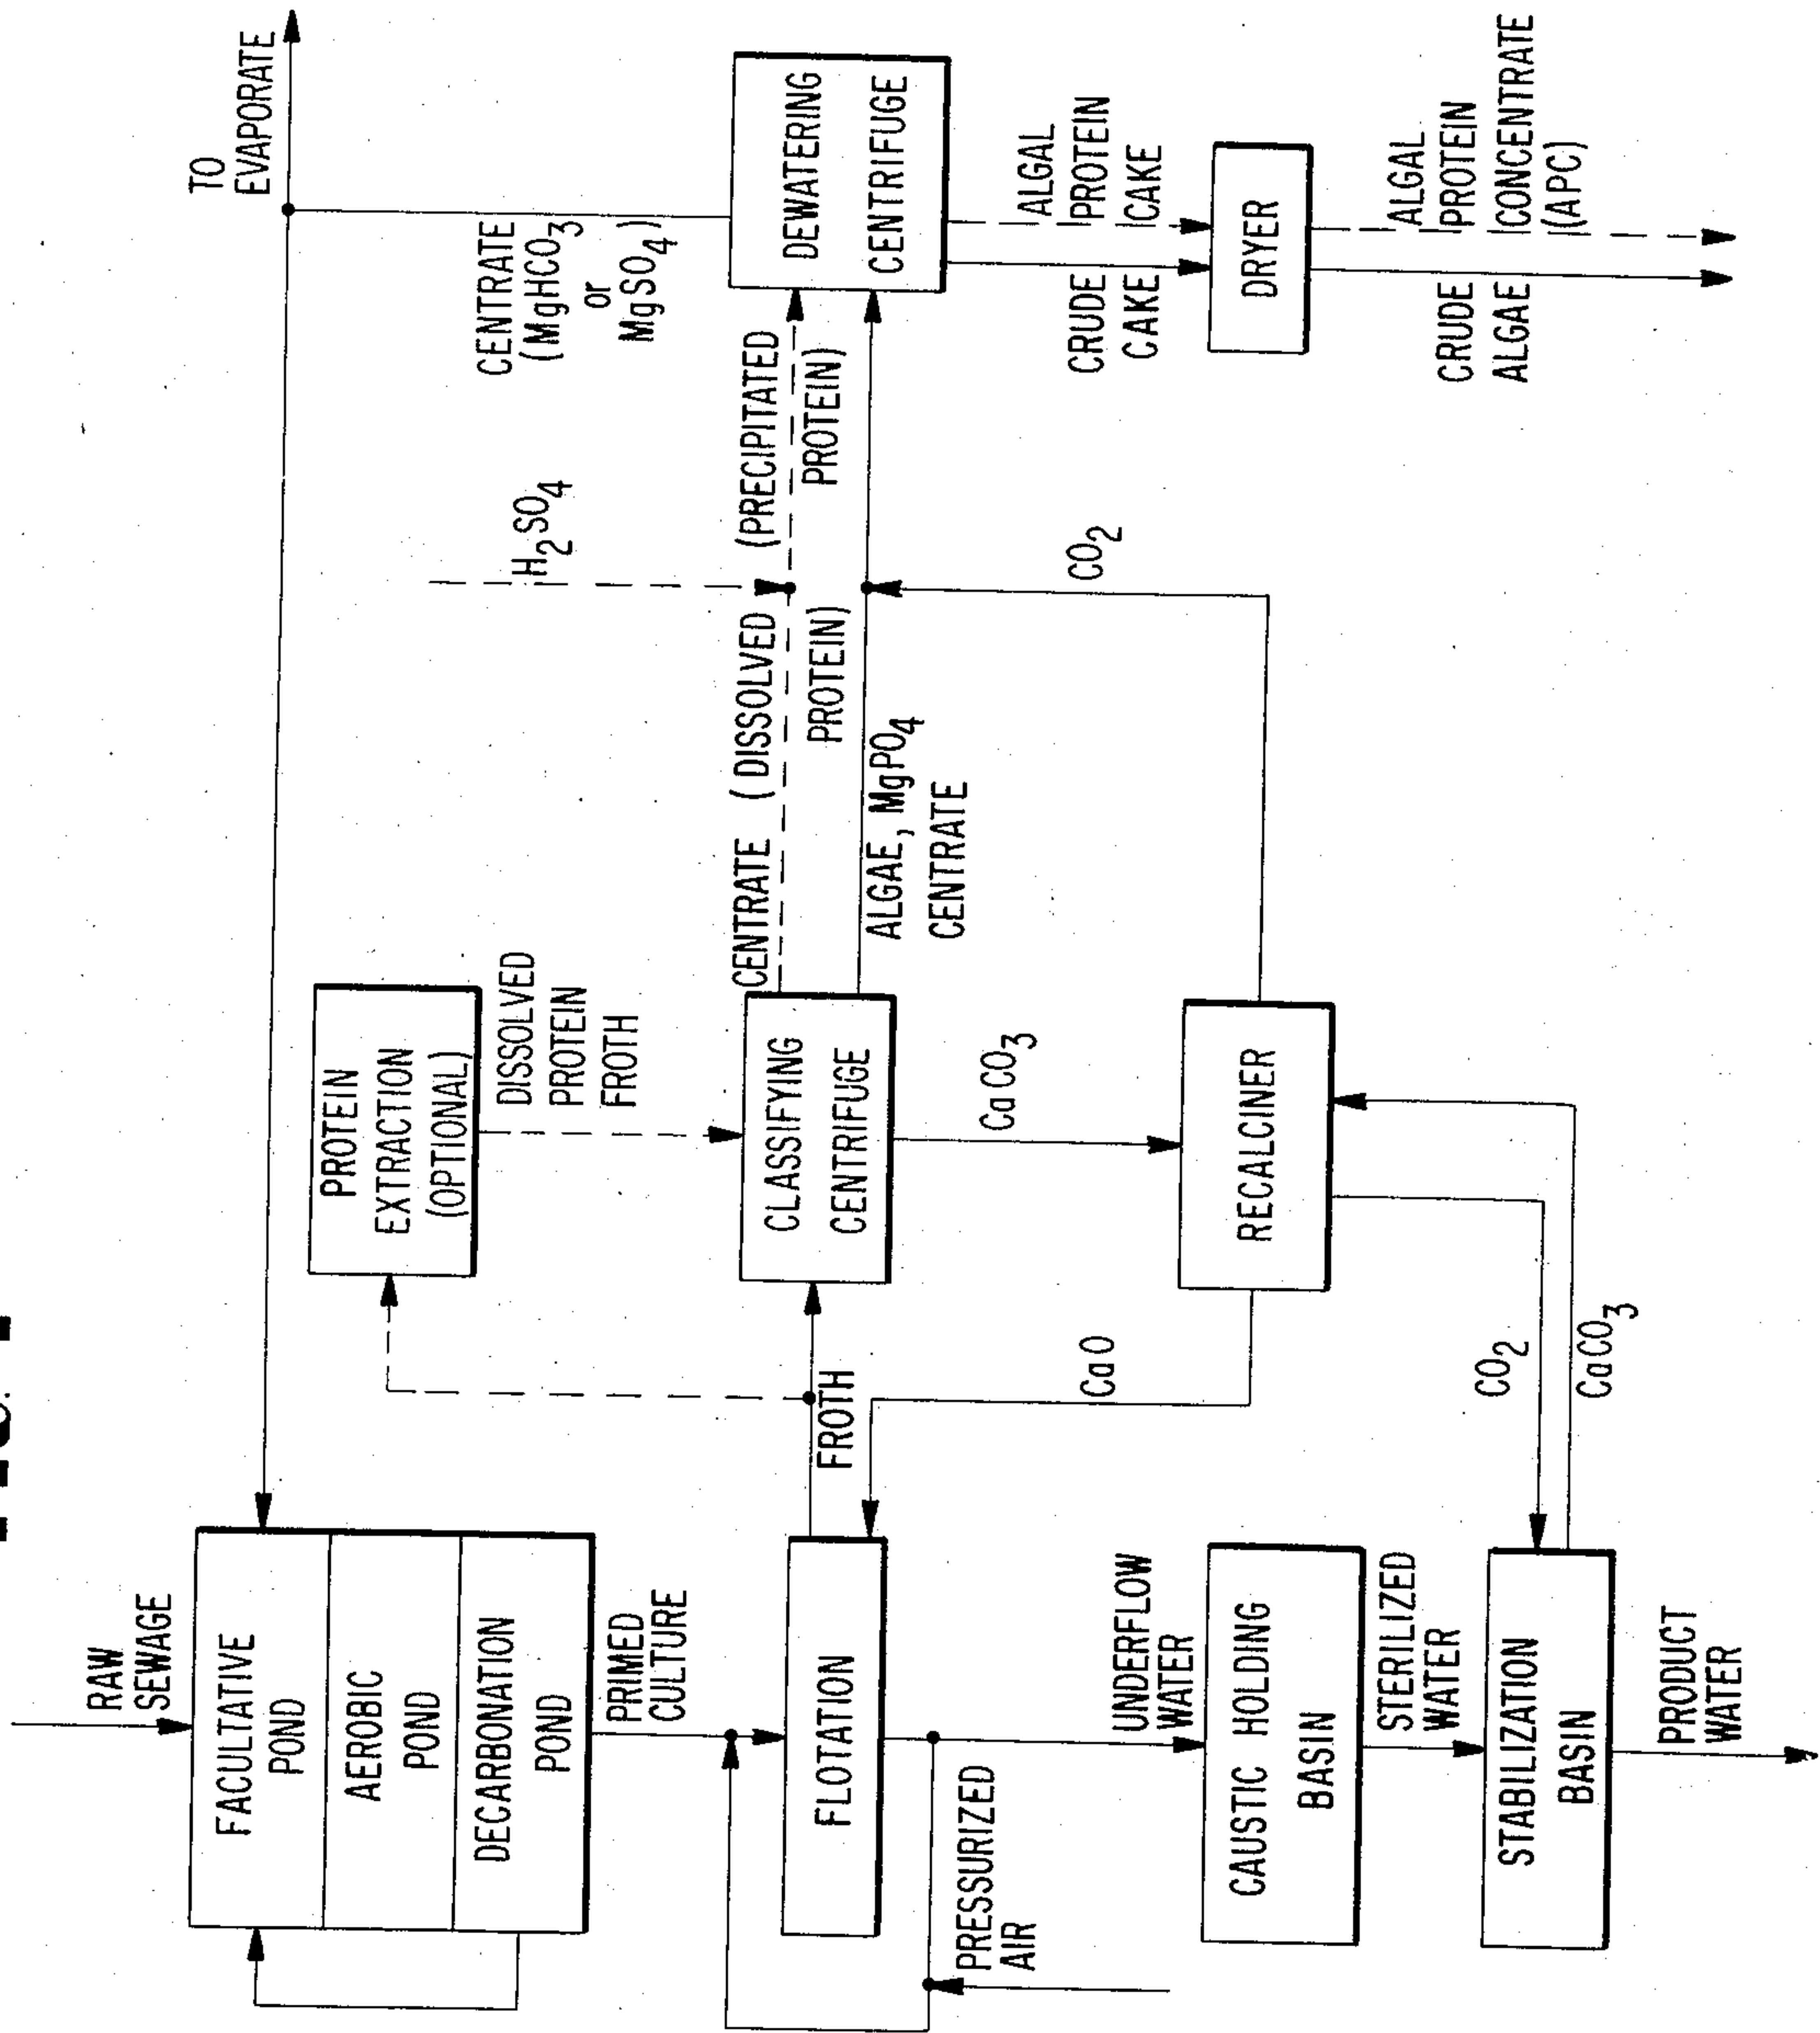 RAW
SEWAGE
FACULTATIVE
POND
AEROBIC
POND
DECARBONATION
POND
PRIMED
CULTURE
FLOTATION
PRESSURIZED
AIR
UNDERFLOW
WATER
CAUSTIC HOLDING
BASIN
STERILIZED
WATER
STABILIZATION
BASIN
PRODUCT
WATER
FROTH
CaO
CO2
CaCO3
PROTEIN
EXTRACTION
(OPTIONAL)
DISSOLVED
PROTEIN
FROTH
CLASSIFYING
CENTRIFUGE
CaCO3
RECALCINER
CENTRATE (DISSOLVED
PROTEIN)
ALGAE, MgPO4
CENTRATE
H2SO4
(PRECIPITATED
PROTEIN)
CO2
TO
EVAPORATE
CENTRATE
(MgHCO3
or
MgSO4)
DEWATERING
CENTRIFUGE
CRUDE
CAKE
ALGAL
PROTEIN
CAKE
DRYER
CRUDE
ALGAE
ALGAL
PROTEIN
CONCENTRATE
(APC)